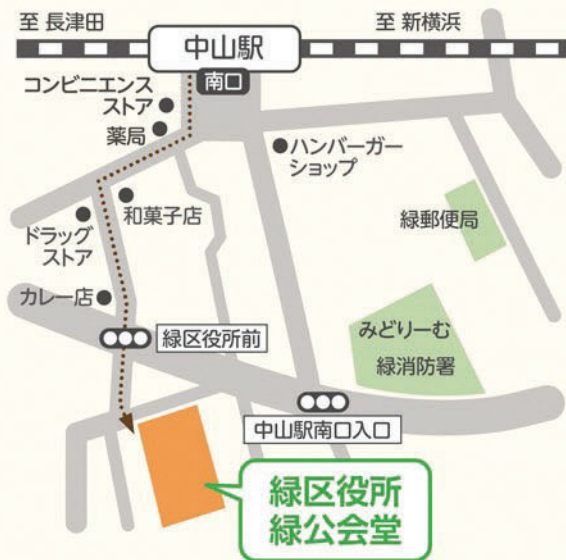 至 長津田
至 新横浜
中山駅
南口
コンビニエンス
ストア
薬局
ハンバーガー
ショップ
和菓子店
緑郵便局
ドラッグ
ストア
カレー店
緑区役所前
みどりーむ
緑消防署
中山駅南口入口
緑区役所
緑公会堂